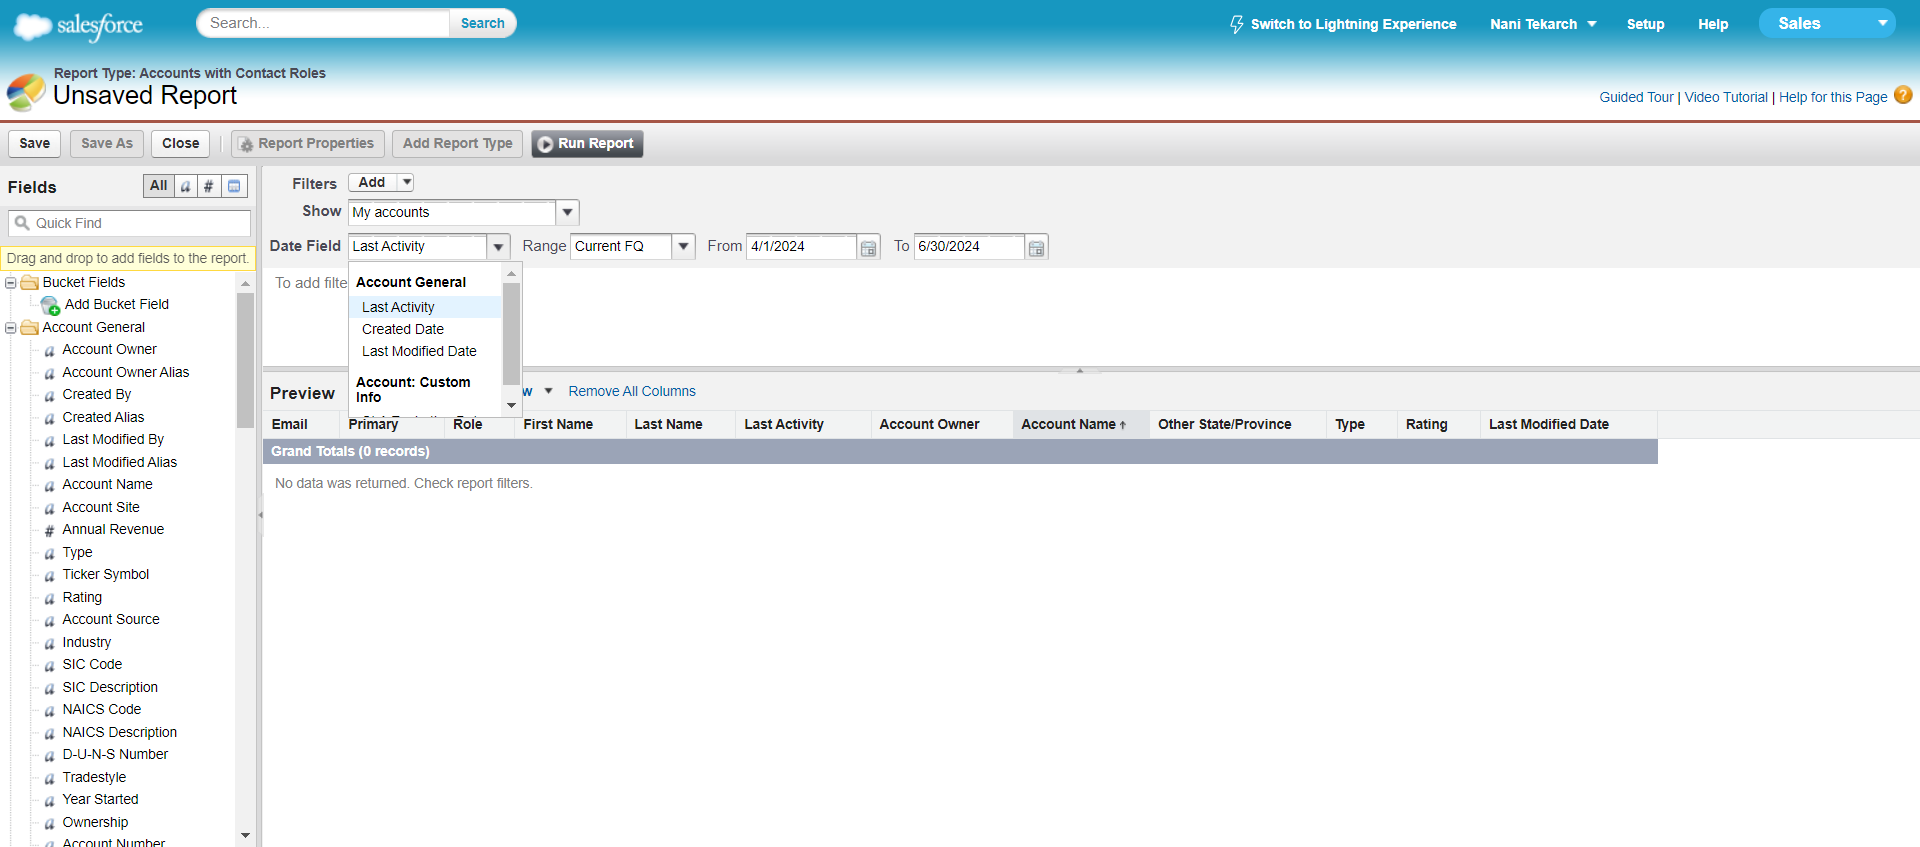 salesforce
Search...
Search
Switch to Lightning Experience
Nani Tekarch
Setup
Help
Sales
Report Type: Accounts with Contact Roles
Unsaved Report
Guided Tour | Video Tutorial | Help for this Page
?
Save
Save As
Close
Report Properties
Add Report Type
Run Report
Fields
All
a
#
Quick Find
Drag and drop to add fields to the report.
Bucket Fields
Add Bucket Field
Account General
a Account Owner
a Account Owner Alias
a Created By
a Created Alias
a Last Modified By
a Last Modified Alias
a Account Name
a Account Site
# Annual Revenue
a Type
a Ticker Symbol
a Rating
a Account Source
a Industry
a SIC Code
a SIC Description
a NAICS Code
a NAICS Description
a D-U-N-S Number
a Tradestyle
a Year Started
a Ownership
a Account Number
Filters
Add
Show
My accounts
Date Field
Last Activity
Range
Current FQ
From
4/1/2024
To
6/30/2024
To add filte
Account General
Last Activity
Created Date
Last Modified Date
Account: Custom
Info
Preview
w
Remove All Columns
Email
Primary
Role
First Name
Last Name
Last Activity
Account Owner
Account Name ↑
Other State/Province
Type
Rating
Last Modified Date
Grand Totals (0 records)
No data was returned. Check report filters.